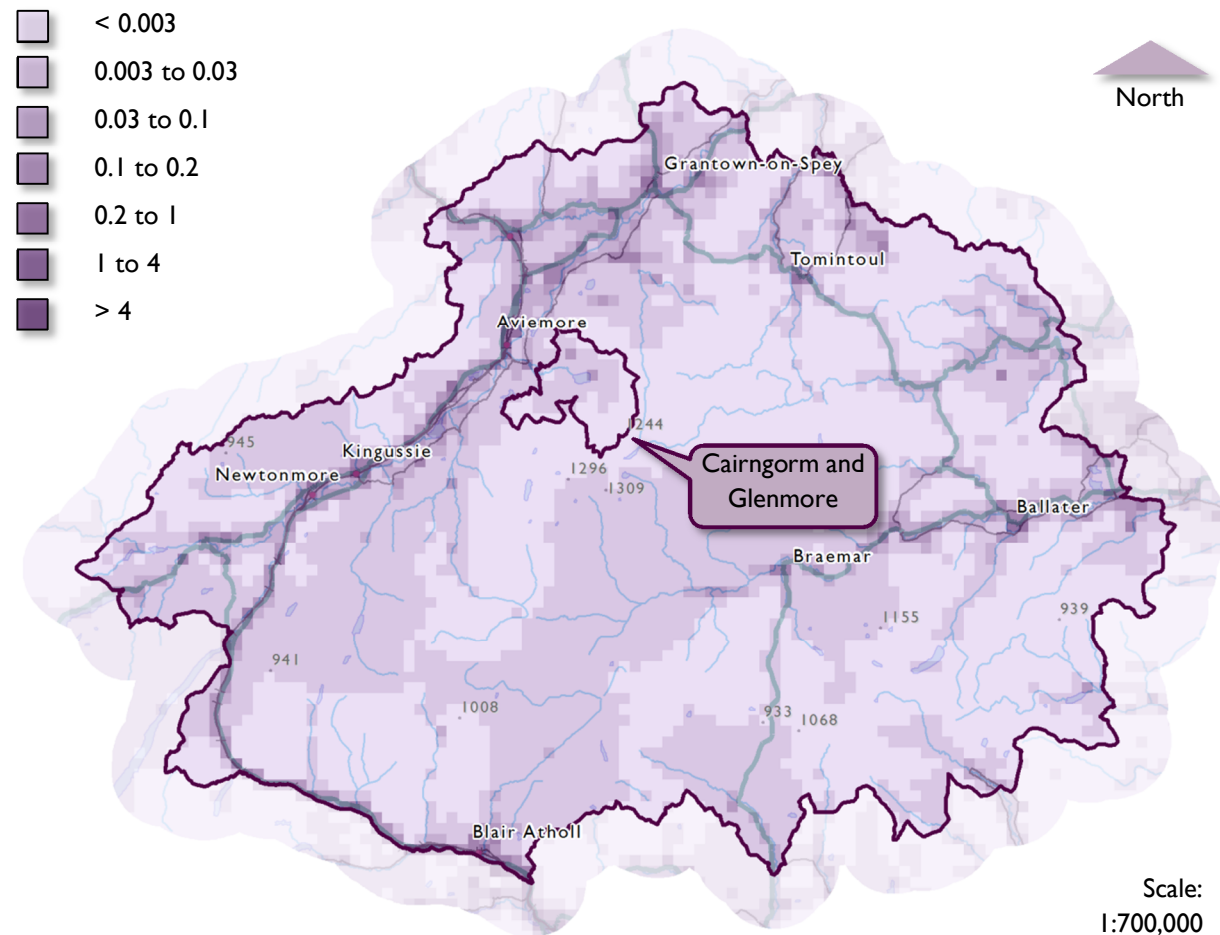 < 0.003
0.003 to 0.03
0.03 to 0.1
0.1 to 0.2
0.2 to 1
1 to 4
> 4
North
Grantown-on-Spey
Tomintoul
Aviemore
1244
945
Kingussie
Newtonmore
1296
1309
Cairngorm and
Glenmore
Ballater
Braemar
1155
939
941
1008
933
1068
Blair Atholl
Scale:
1:700,000